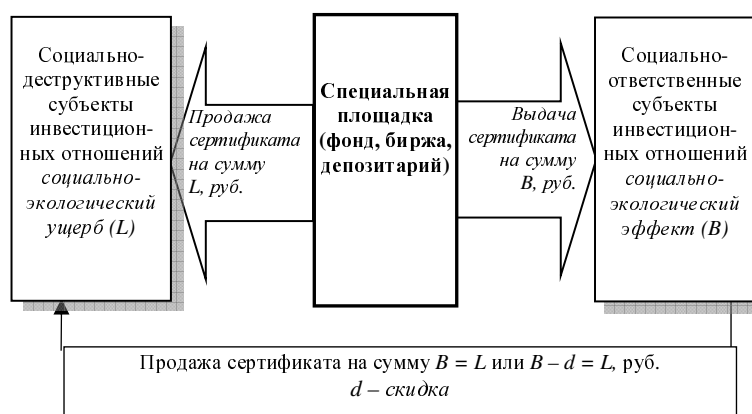 Социально-
деструктивные
субъекты
инвестицион-
ных отношений
социально-
экологический
ущерб (L)
Продажа
сертификата
на сумму
L, руб.
Специальная
площадка
(фонд, биржа,
депозитарий)
Выдача
сертификата
на сумму
B, руб.
Социально-
ответственные
субъекты
инвестицион-
ных отношений
социально-
экологический
эффект (B)
Продажа сертификата на сумму B = L или B – d = L, руб.
d – скидка